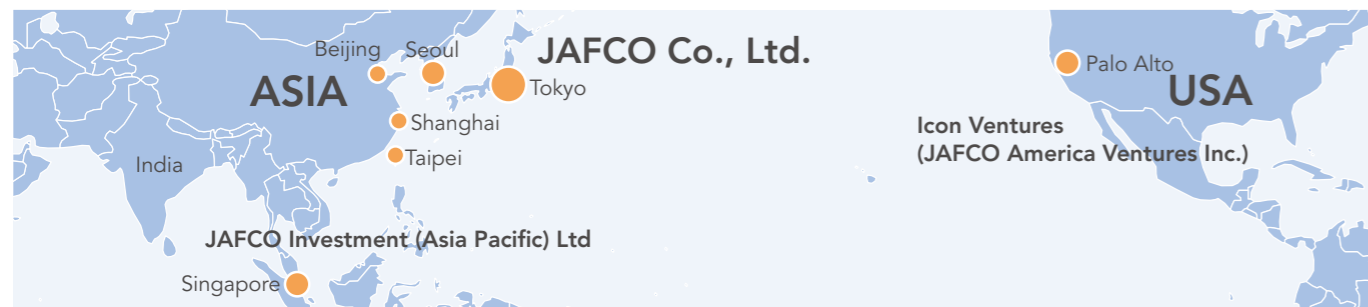 Beijing
Seoul
JAFCO Co., Ltd.
ASIA
Tokyo
Palo Alto
USA
Shanghai
Icon Ventures
(JAFCO America Ventures Inc.)
Taipei
India
JAFCO Investment (Asia Pacific) Ltd
Singapore